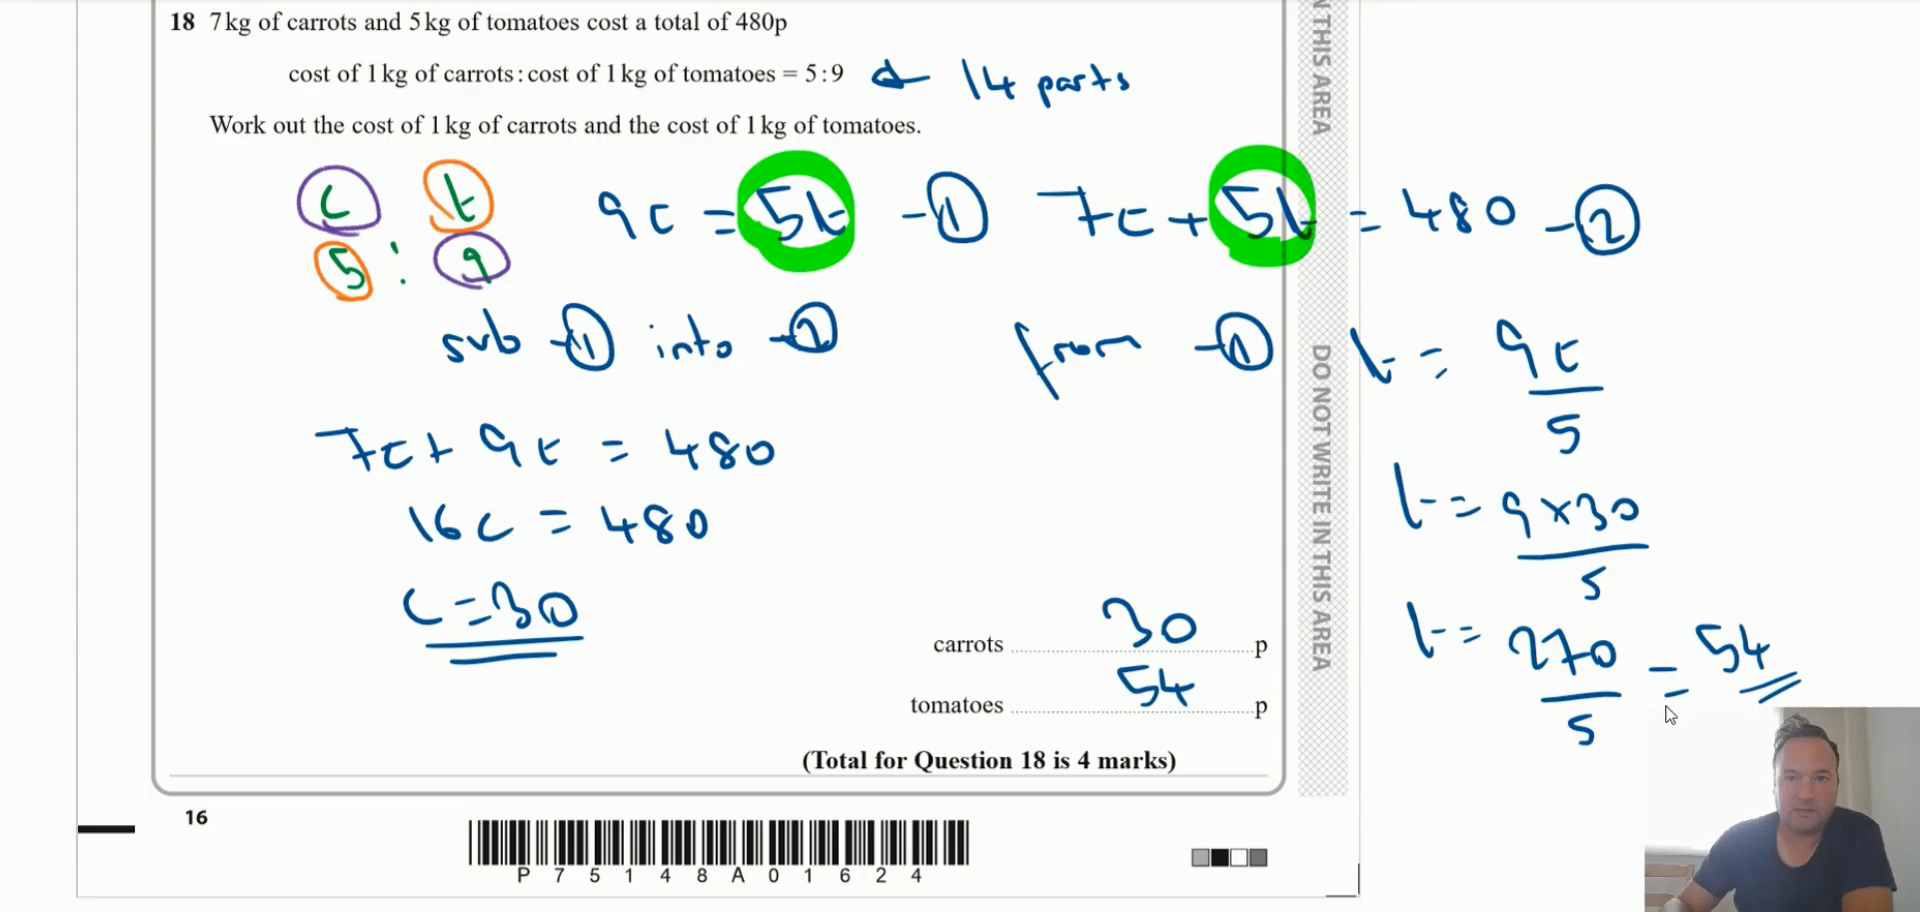 18 7 kg of carrots and 5 kg of tomatoes cost a total of 480p
cost of 1 kg of carrots : cost of 1 kg of tomatoes = 5 : 9
14 parts
Work out the cost of 1 kg of carrots and the cost of 1 kg of tomatoes.
c t
5 : 9
9c = 5t - ①
7c + 5t = 480 - ②
sub - ① into - ②
7c + 9c = 480
16c = 480
c = 30
from - ① t = 9c/5
t = 9 × 30/5
t = 270/5 = 54
carrots 30 p
tomatoes 54 p
(Total for Question 18 is 4 marks)
16
P 7 5 1 4 8 A 0 1 6 2 4
N THIS AREA
DO NOT WRITE IN THIS AREA